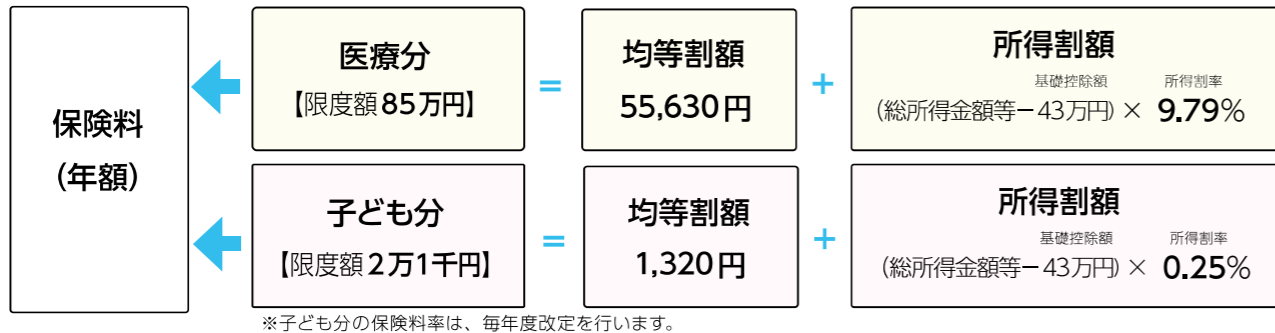 保険料
(年額)
医療分
【限度額85万円】
=
均等割額
55,630円
+
所得割額
基礎控除額 所得割率
(総所得金額等−43万円) × 9.79%
子ども分
【限度額2万1千円】
=
均等割額
1,320円
+
所得割額
基礎控除額 所得割率
(総所得金額等−43万円) × 0.25%
※子ども分の保険料率は、毎年度改定を行います。